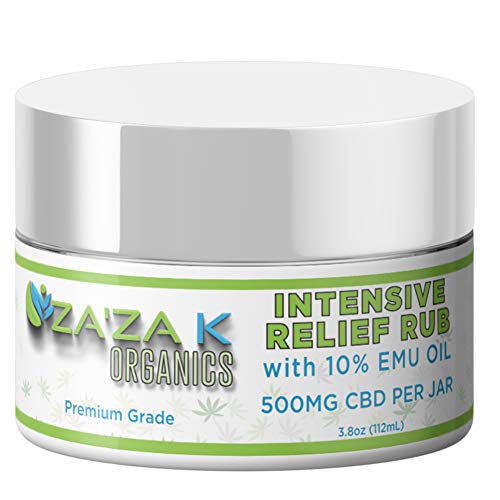 ZA'ZA K
ORGANICS
Premium Grade
INTENSIVE
RELIEF RUB
with 10% EMU OIL
500MG CBD PER JAR
3.8oz (112mL)